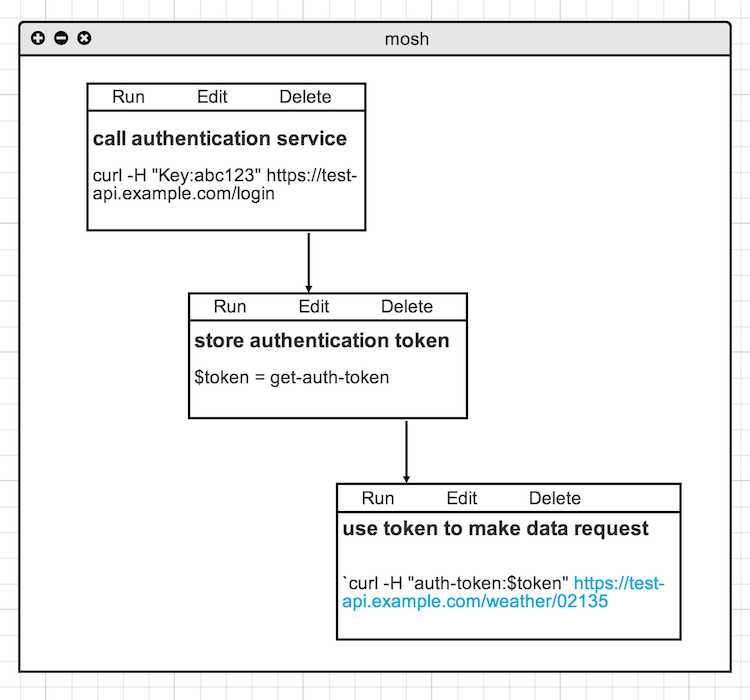 mosh
Run Edit Delete
call authentication service
curl -H "Key:abc123" https://test-
api.example.com/login
Run Edit Delete
store authentication token
$token = get-auth-token
Run Edit Delete
use token to make data request
`curl -H "auth-token:$token" https://test-
api.example.com/weather/02135